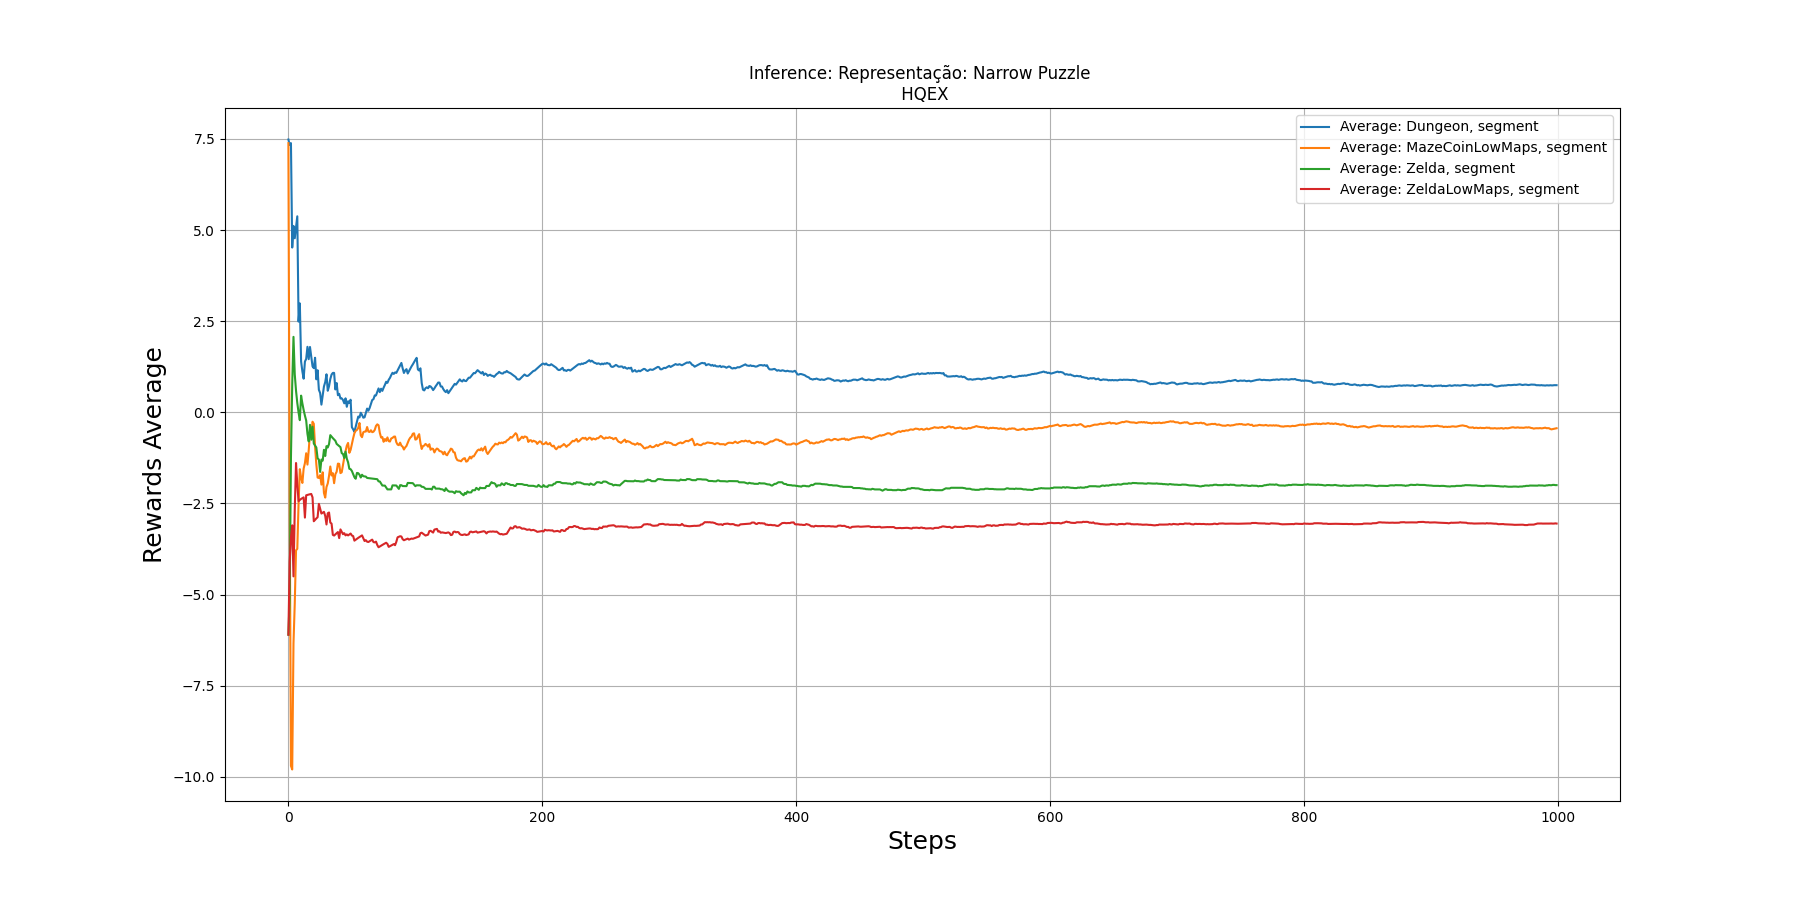 Inference: Representação: Narrow Puzzle
HQEX
Average: Dungeon, segment
Average: MazeCoinLowMaps, segment
Average: Zelda, segment
Average: ZeldaLowMaps, segment
Rewards Average
7.5
5.0
2.5
0.0
−2.5
−5.0
−7.5
−10.0
0 200 400 600 800 1000
Steps